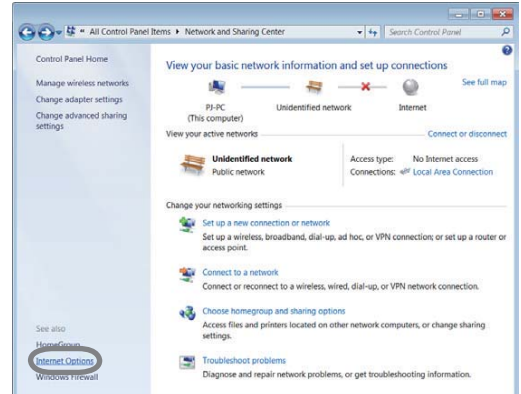 All Control Panel Items ▸ Network and Sharing Center
Search Control Panel
Control Panel Home
Manage wireless networks
Change adapter settings
Change advanced sharing
settings
See also
HomeGroup
Internet Options
Windows Firewall
View your basic network information and set up connections
See full map
PJ-PC
(This computer)
Unidentified network
Internet
View your active networks
Connect or disconnect
Unidentified network
Public network
Access type: No Internet access
Connections: Local Area Connection
Change your networking settings
Set up a new connection or network
Set up a wireless, broadband, dial-up, ad hoc, or VPN connection; or set up a router or
access point.
Connect to a network
Connect or reconnect to a wireless, wired, dial-up, or VPN network connection.
Choose homegroup and sharing options
Access files and printers located on other network computers, or change sharing
settings.
Troubleshoot problems
Diagnose and repair network problems, or get troubleshooting information.